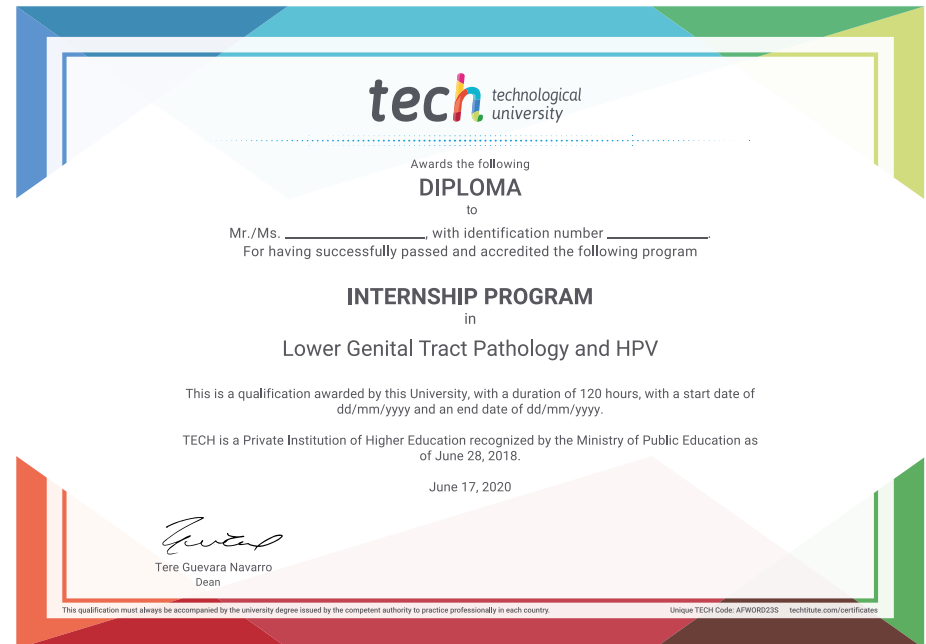 tech technological
university
Awards the following
DIPLOMA
to
Mr./Ms. ____________________, with identification number ______________.
For having successfully passed and accredited the following program
INTERNSHIP PROGRAM
in
Lower Genital Tract Pathology and HPV
This is a qualification awarded by this University, with a duration of 120 hours, with a start date of
dd/mm/yyyy and an end date of dd/mm/yyyy.
TECH is a Private Institution of Higher Education recognized by the Ministry of Public Education as
of June 28, 2018.
June 17, 2020
Tere Guevara Navarro
Dean
This qualification must always be accompanied by the university degree issued by the competent authority to practice professionally in each country.
Unique TECH Code: AFWORD23S techtitute.com/certificates